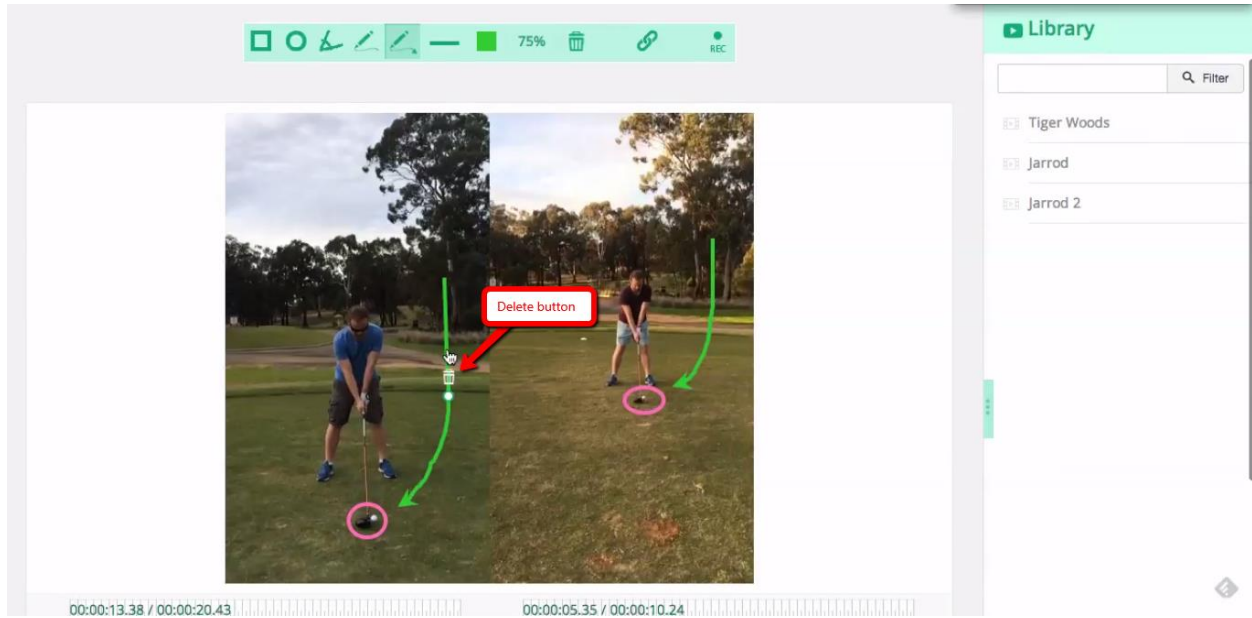 75%
REC
Library
Filter
Tiger Woods
Jarrod
Jarrod 2
Delete button
00:00:13.38 / 00:00:20.43
00:00:05.35 / 00:00:10.24